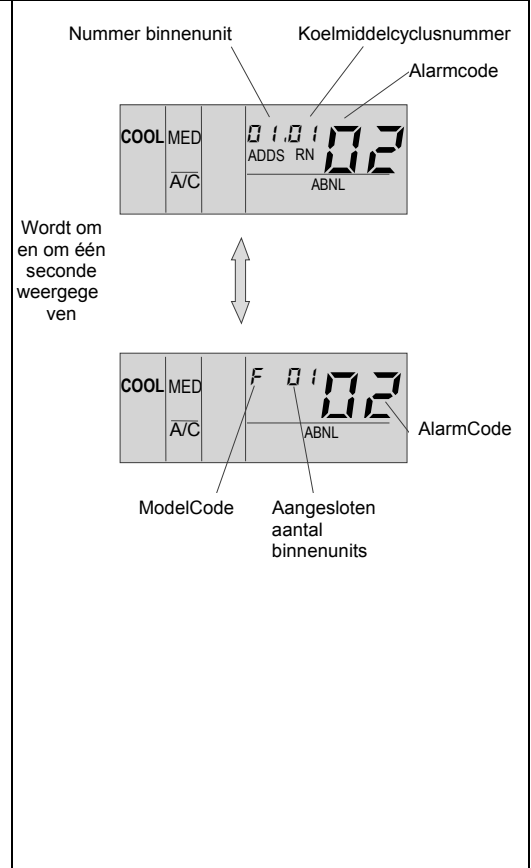 Nummer binnenunit Koelmiddelcyclusnummer
Alarmcode
COOL MED 01.01 02
ADDS RN
A/C ABNL
Wordt om
en om één
seconde
weergege
ven
COOL MED F 01 02
A/C ABNL AlarmCode
ModelCode Aangesloten
aantal
binnenunits